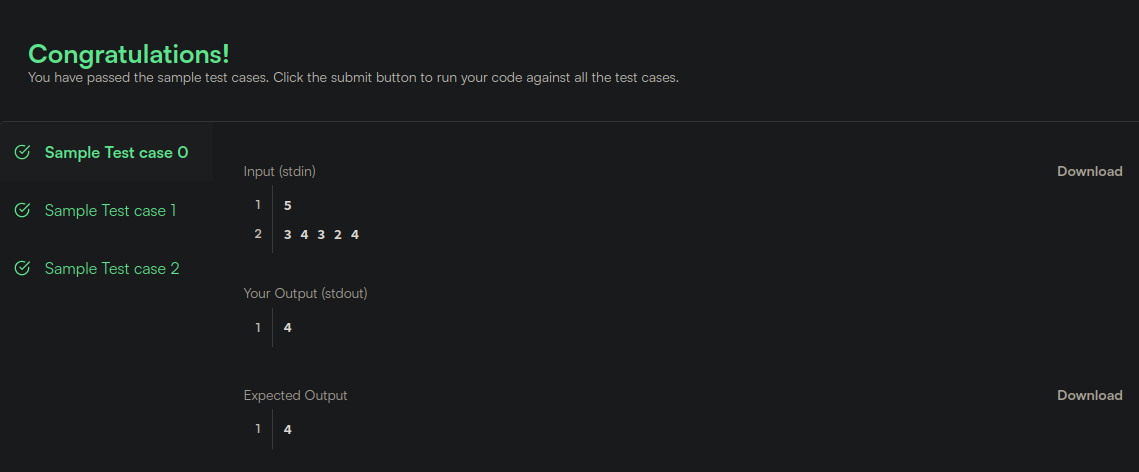 Congratulations!
You have passed the sample test cases. Click the submit button to run your code against all the test cases.
Sample Test case 0
Sample Test case 1
Sample Test case 2
Input (stdin)
Download
1 5
2 3 4 3 2 4
Your Output (stdout)
1 4
Expected Output
Download
1 4